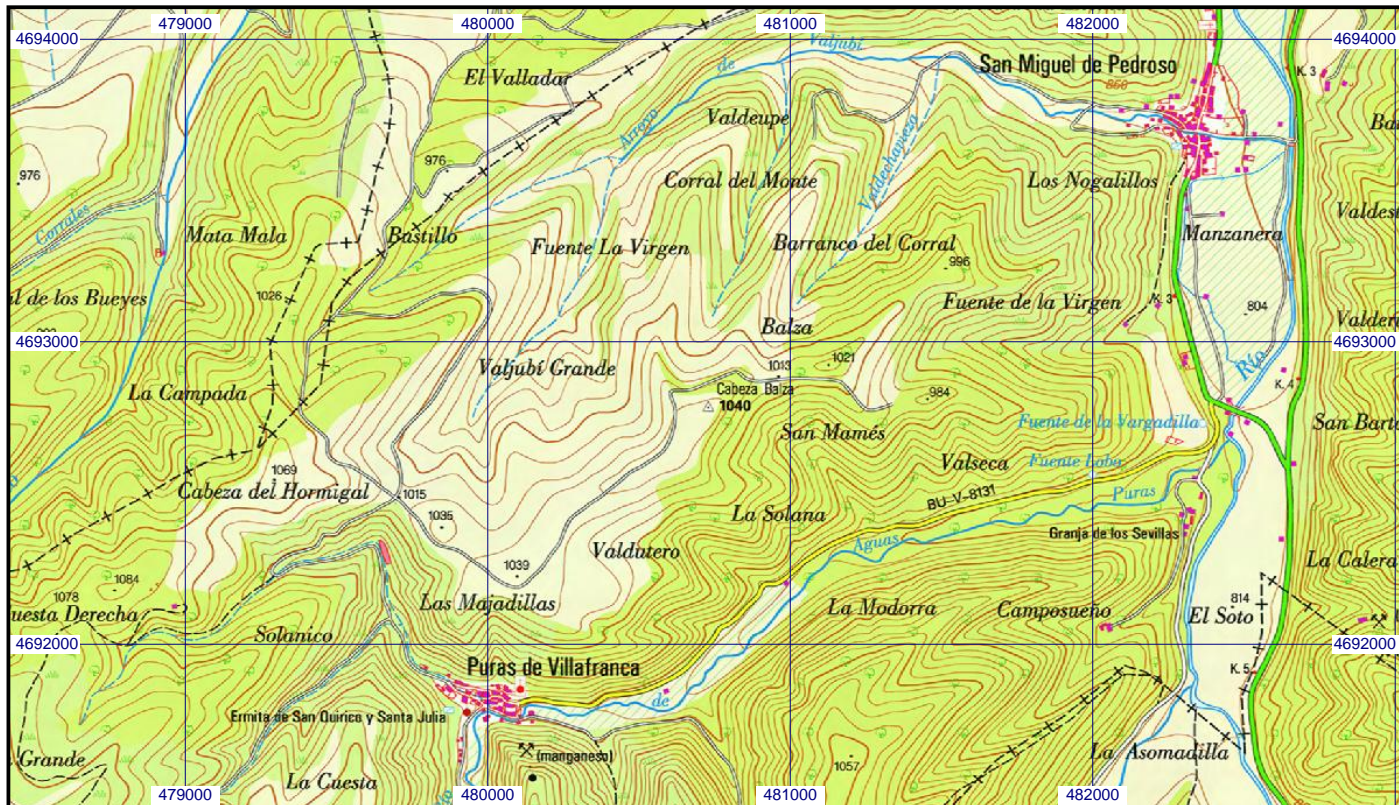 479000
480000
481000
482000
4694000
4694000
El Valladar
de
Valjubí
San Miguel de Pedroso
860
K. 3
Valdeupe
Arroyo
Valdechapieza
976
976
Corral del Monte
Los Nogalillos
Corrales
Mata Mala
Bastillo
Fuente La Virgen
Barranco del Corral
Manzanera
996
1026
il de los Bueyes
Fuente de la Virgen
K. 3
804
4693000
Balza
4693000
1021
1013
Río
Valjubí Grande
La Campada
Cabeza Balza
1040
984
K. 4
San Mamés
Fuente de la Vargadilla
Fuente Loba
Valseca
1069
Cabeza del Hormigal
1015
BU-V-8131
Puras
1035
La Solana
Granja de los Sevillas
Valdutero
Aguas
La Calera
1039
1084
1078
uesta Derecha
Las Majadillas
La Modorra
Camposueño
814
El Soto
Solanico
4692000
4692000
Puras de Villafranca
K. 5
de
Ermita de San Quirico y Santa Julia
Grande
(manganeso)
La Asomadilla
1057
La Cuesta
479000
480000
481000
482000